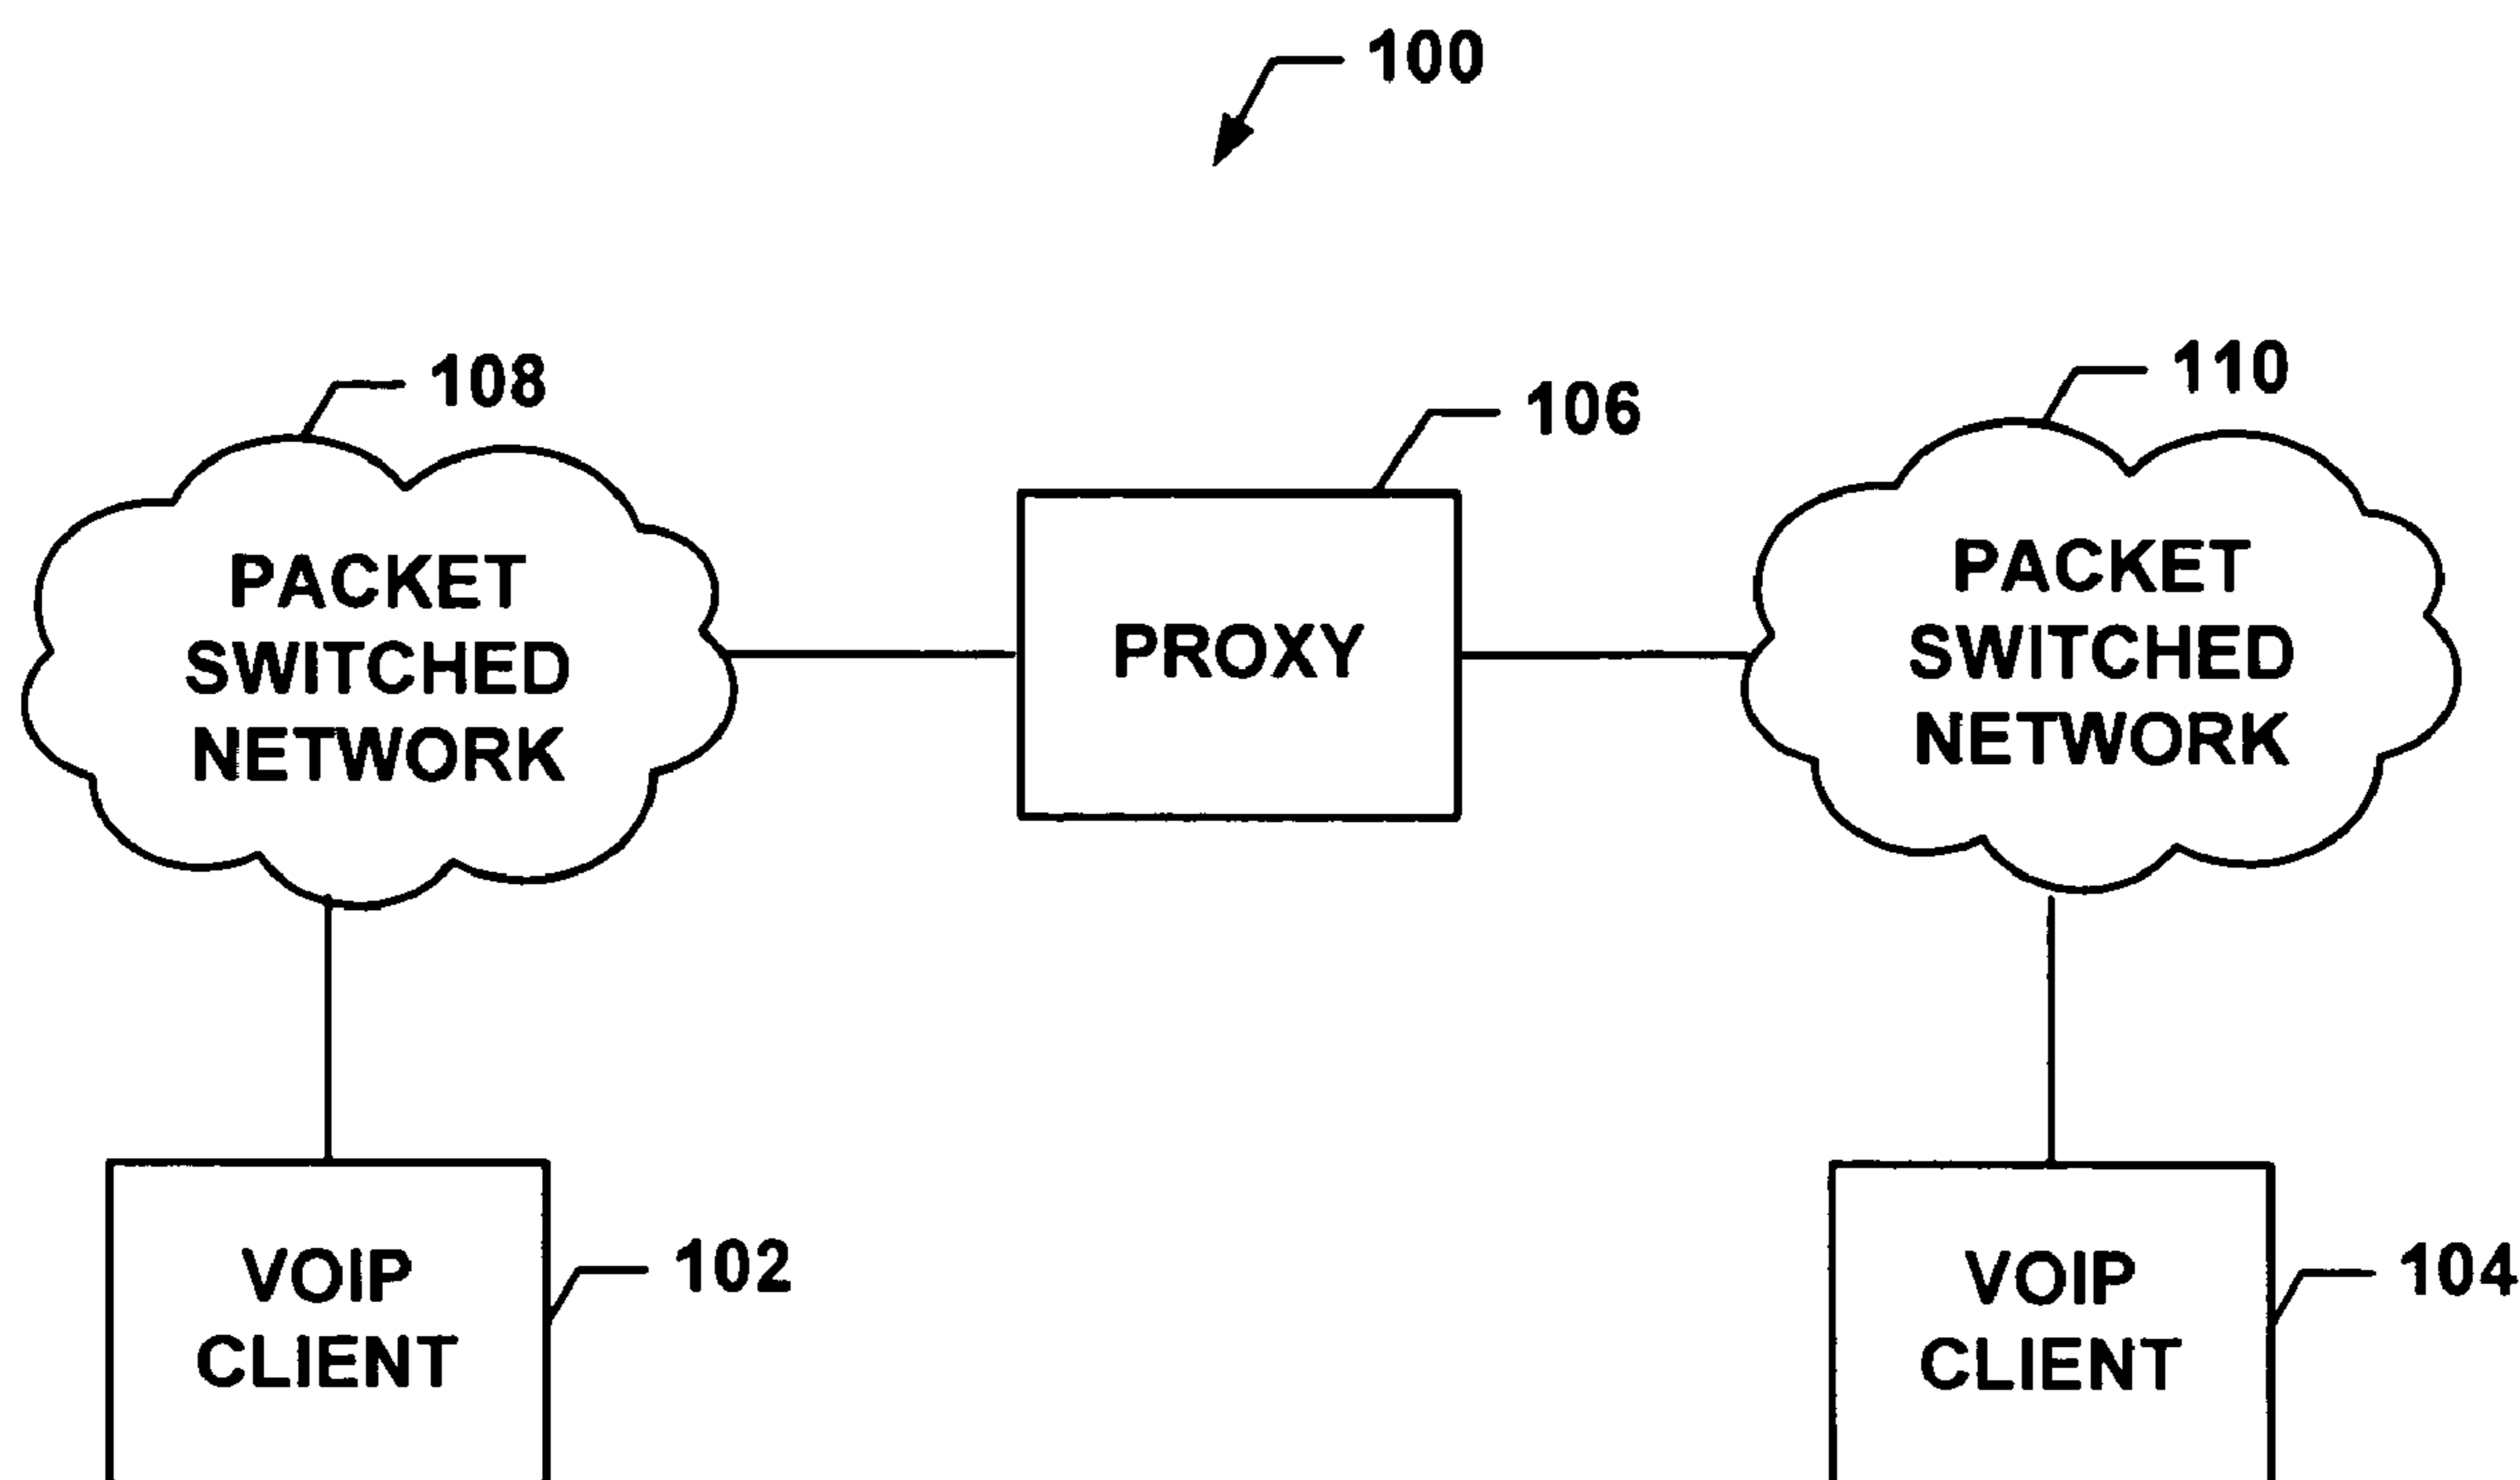 100
108
106
110
PACKET
SWITCHED
NETWORK
PROXY
PACKET
SWITCHED
NETWORK
VOIP
CLIENT
102
VOIP
CLIENT
104